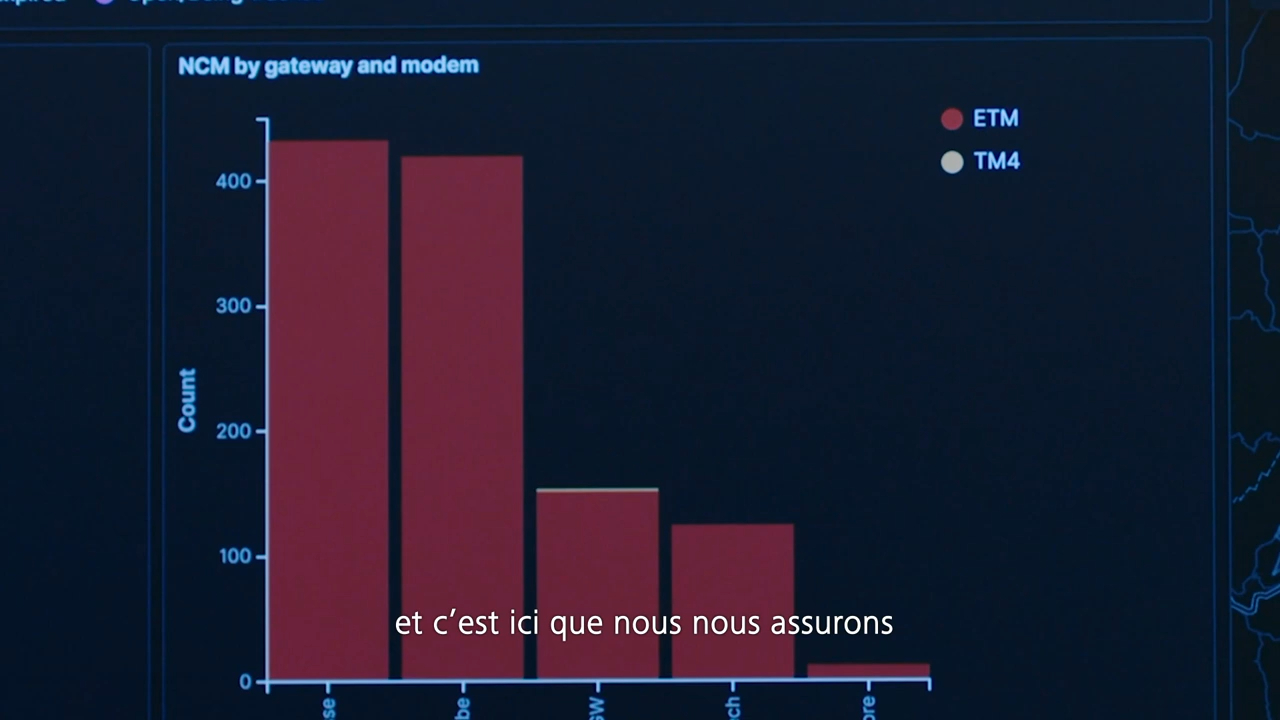 NCM by gateway and modem
ETM
TM4
400
300
200
100
0
Count
et c’est ici que nous nous assurons